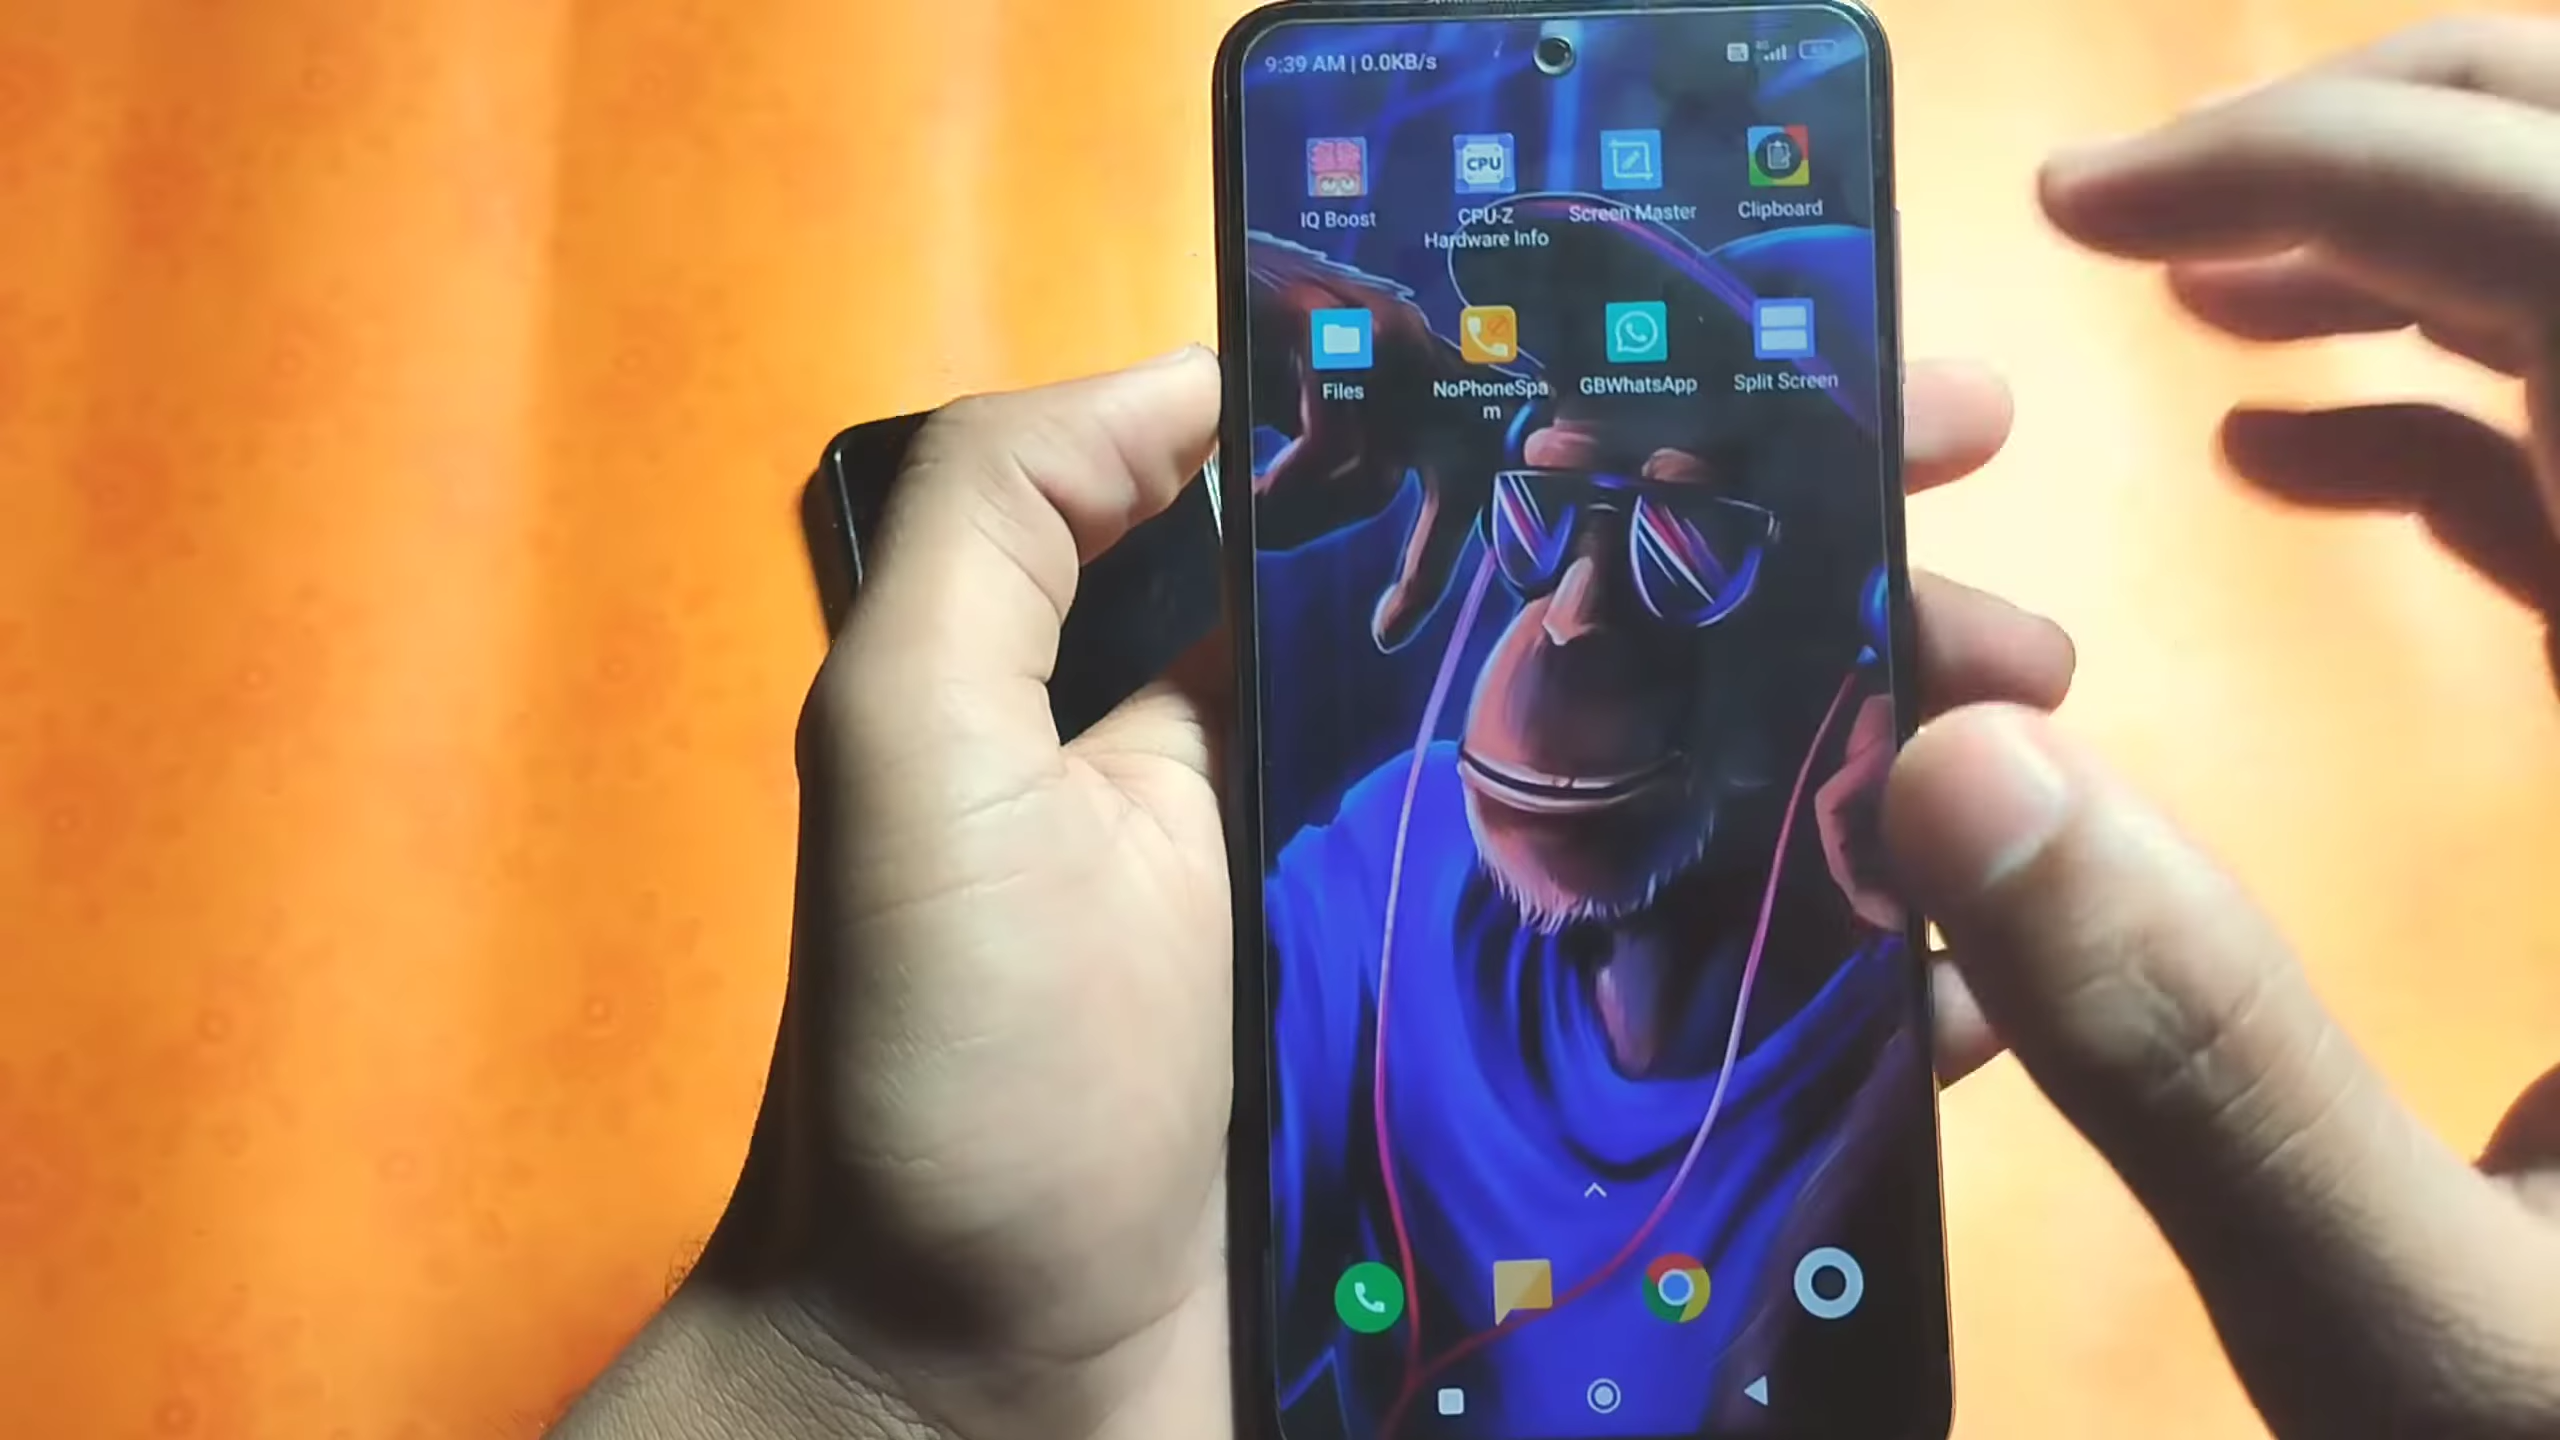 9:39 AM | 0.0KB/s
CPU
IQ Boost
CPU-Z
Hardware Info
Screen Master
Clipboard
Files
NoPhoneSpa
m
GBWhatsApp
Split Screen